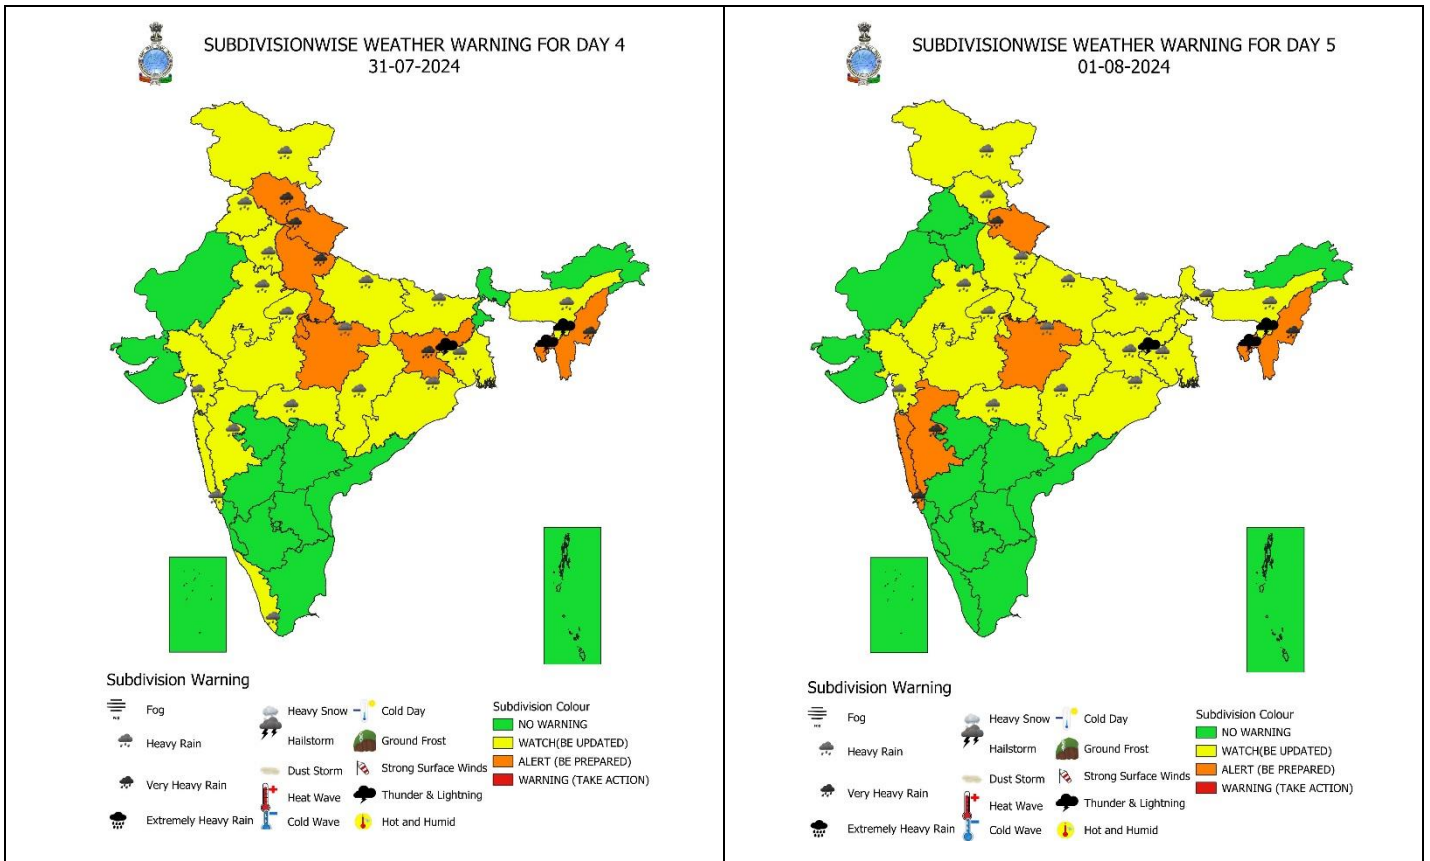 SUBDIVISIONWISE WEATHER WARNING FOR DAY 4
31-07-2024
Subdivision Warning
Fog
Heavy Rain
Very Heavy Rain
Extremely Heavy Rain
Heavy Snow
Hailstorm
Dust Storm
Heat Wave
Cold Wave
Cold Day
Ground Frost
Strong Surface Winds
Thunder & Lightning
Hot and Humid
Subdivision Colour
NO WARNING
WATCH(BE UPDATED)
ALERT (BE PREPARED)
WARNING (TAKE ACTION)
SUBDIVISIONWISE WEATHER WARNING FOR DAY 5
01-08-2024
Subdivision Warning
Fog
Heavy Rain
Very Heavy Rain
Extremely Heavy Rain
Heavy Snow
Hailstorm
Dust Storm
Heat Wave
Cold Wave
Cold Day
Ground Frost
Strong Surface Winds
Thunder & Lightning
Hot and Humid
Subdivision Colour
NO WARNING
WATCH(BE UPDATED)
ALERT (BE PREPARED)
WARNING (TAKE ACTION)